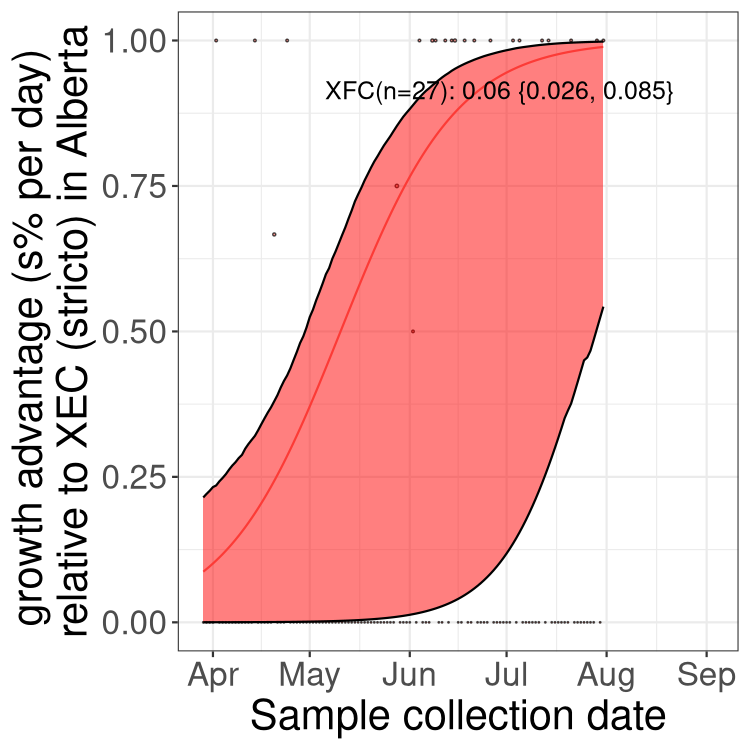 growth advantage (s% per day)
relative to XEC (stricto) in Alberta
1.00
0.75
0.50
0.25
0.00
XFC(n=27): 0.06 {0.026, 0.085}
Apr May Jun Jul Aug Sep
Sample collection date